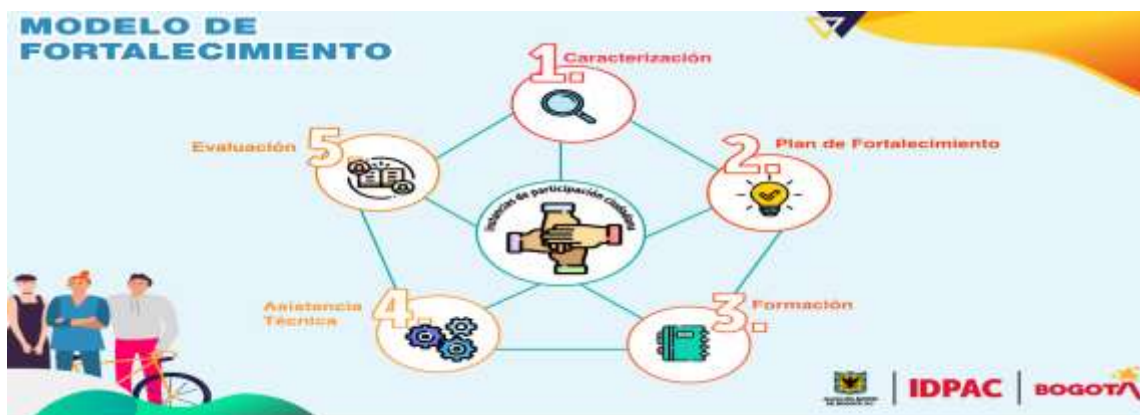 MODELO DE
FORTALECIMIENTO
1.
Caracterización
2.
Plan de Fortalecimiento
3.
Formación
4.
Asistencia
Técnica
5.
Evaluación
Instancias de participación ciudadana
IDPAC
BOGOTÁ